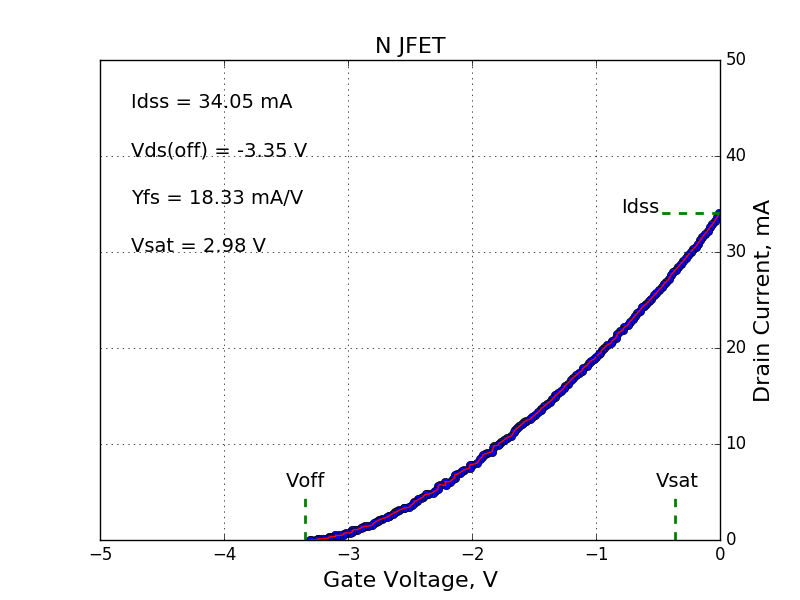 N JFET
Idss = 34.05 mA
Vds(off) = -3.35 V
Yfs = 18.33 mA/V
Vsat = 2.98 V
Idss
Voff
Vsat
50
40
30
20
10
0
Drain Current, mA
−5 −4 −3 −2 −1 0
Gate Voltage, V